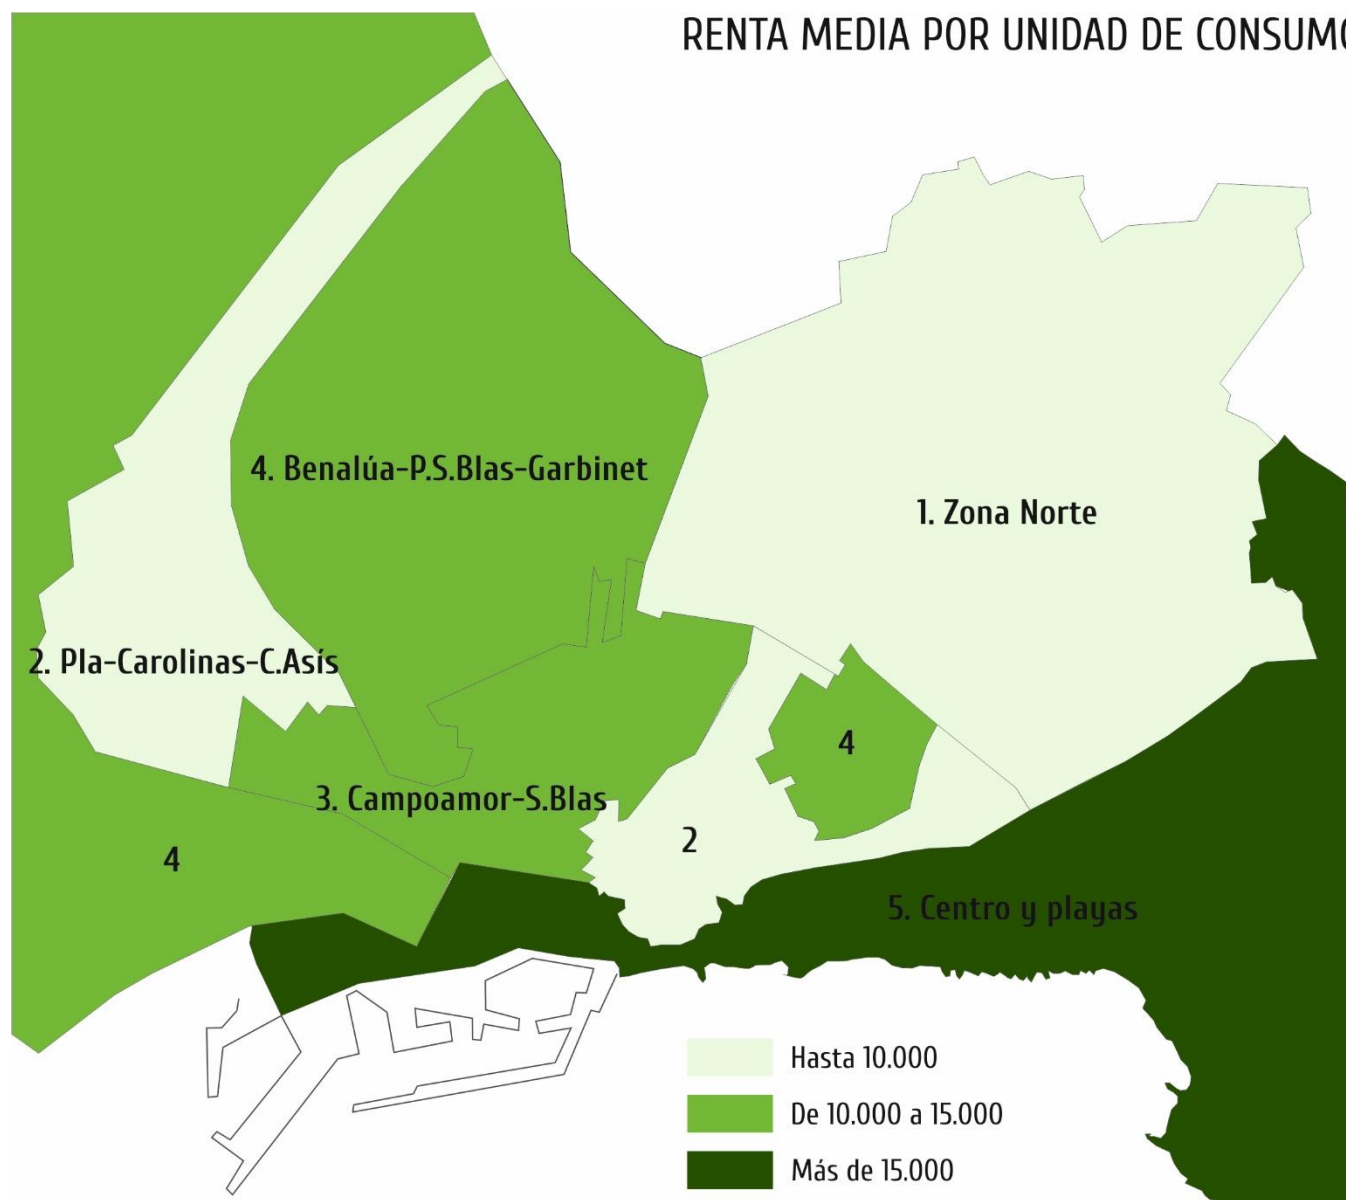 RENTA MEDIA POR UNIDAD DE CONSUMO
4. Benalúa-P.S.Blas-Garbinet
1. Zona Norte
2. Pla-Carolinas-C.Asís
4
3. Campoamor-S.Blas
2
4
5. Centro y playas
Hasta 10.000
De 10.000 a 15.000
Más de 15.000